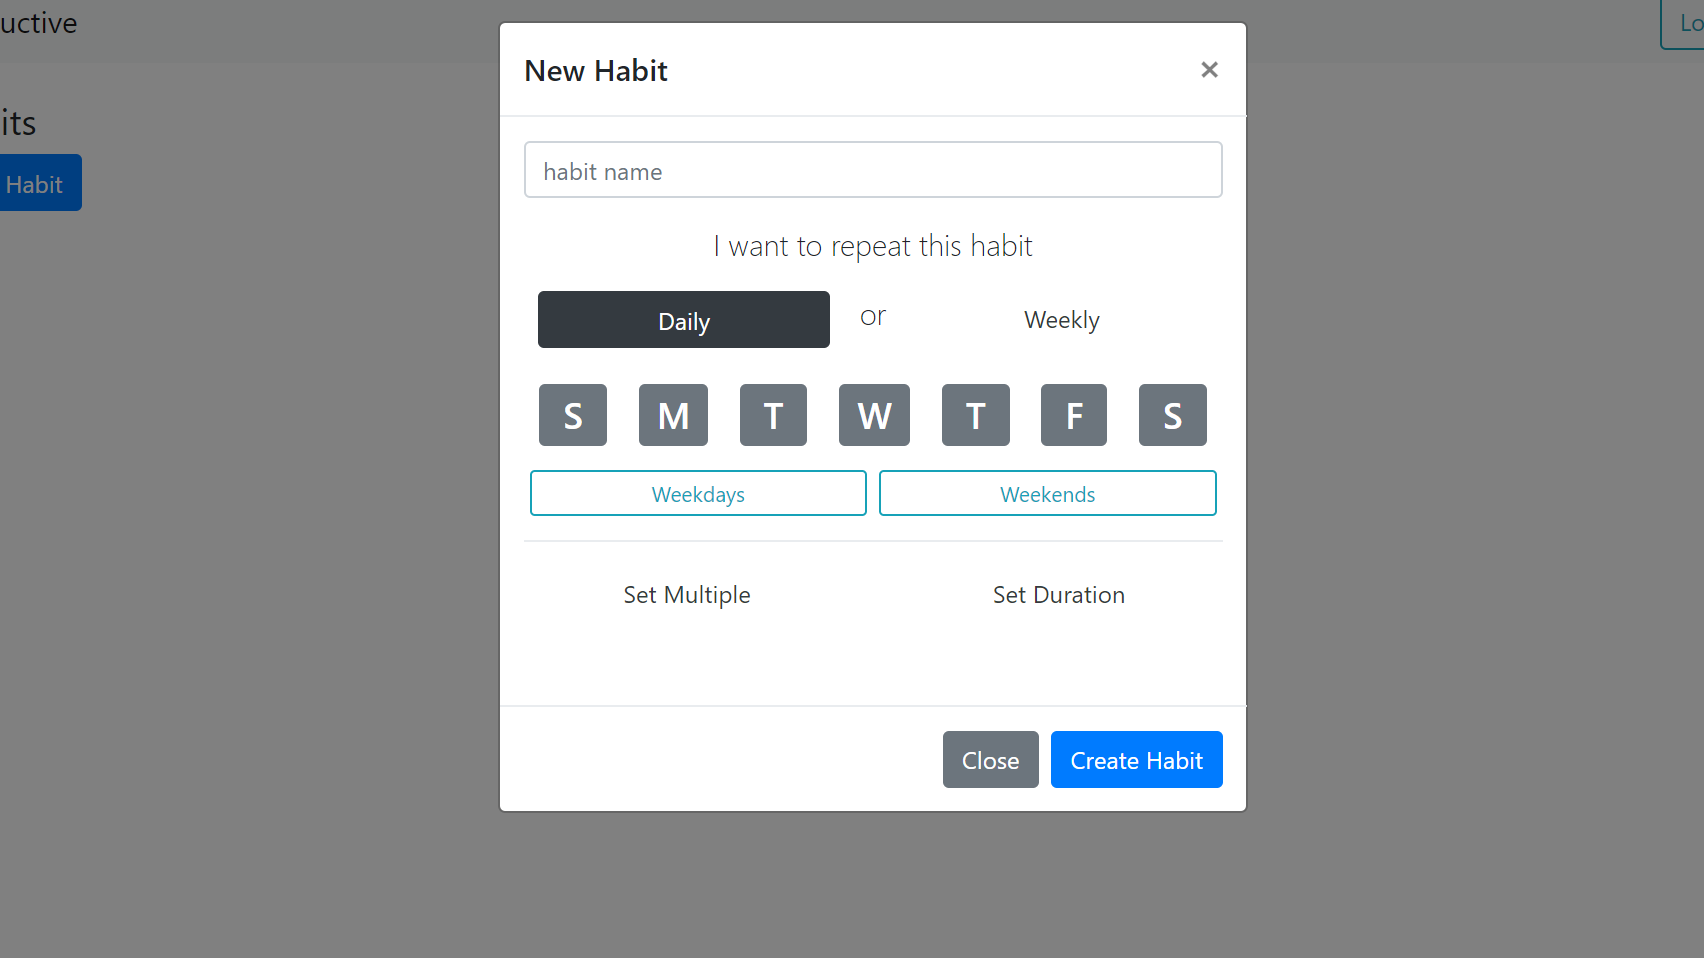 uctive
Lo
its
Habit
New Habit
×
habit name
I want to repeat this habit
Daily or Weekly
S M T W T F S
Weekdays Weekends
Set Multiple Set Duration
Close Create Habit